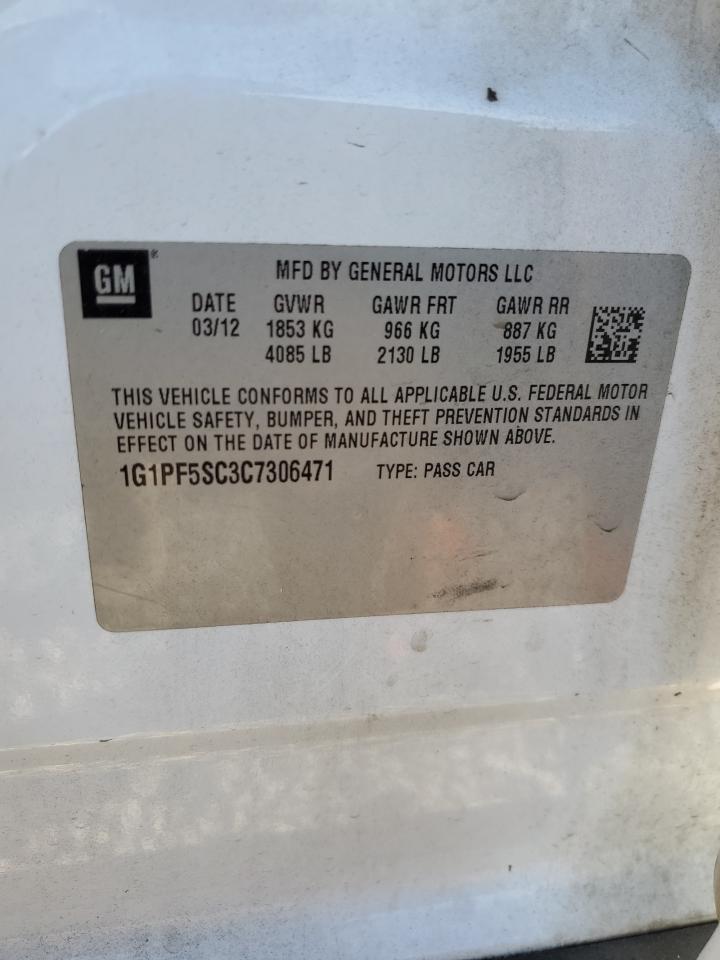 GM®
MFD BY GENERAL MOTORS LLC
DATE GVWR GAWR FRT GAWR RR
03/12 1853 KG 966 KG 887 KG
4085 LB 2130 LB 1955 LB
THIS VEHICLE CONFORMS TO ALL APPLICABLE U.S. FEDERAL MOTOR
VEHICLE SAFETY, BUMPER, AND THEFT PREVENTION STANDARDS IN
EFFECT ON THE DATE OF MANUFACTURE SHOWN ABOVE.
1G1PF5SC3C7306471 TYPE: PASS CAR